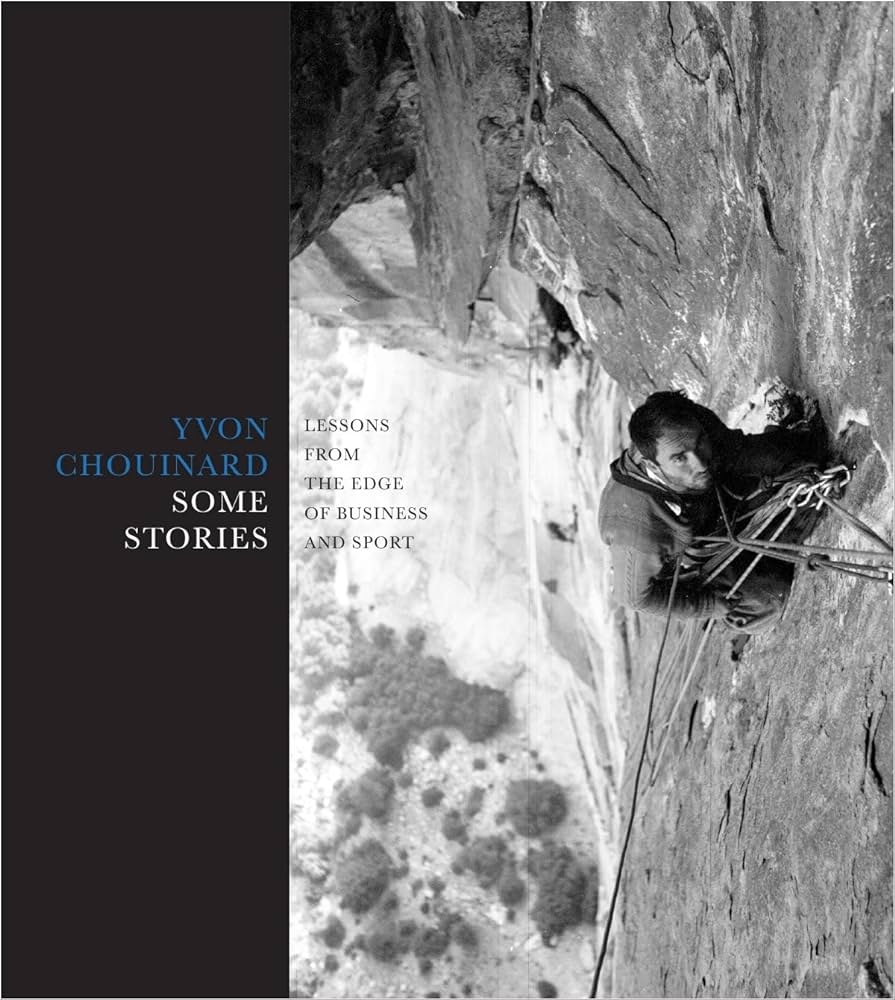 YVON
CHOUINARD
SOME
STORIES
LESSONS
FROM
THE EDGE
OF BUSINESS
AND SPORT